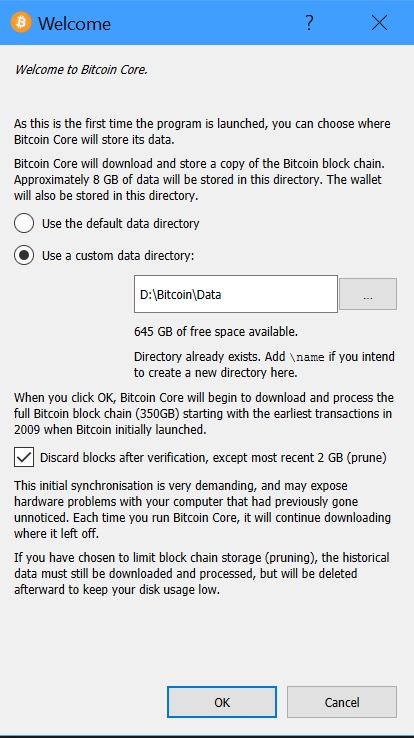 Welcome
?
Welcome to Bitcoin Core.
As this is the first time the program is launched, you can choose where
Bitcoin Core will store its data.
Bitcoin Core will download and store a copy of the Bitcoin block chain.
Approximately 8 GB of data will be stored in this directory. The wallet
will also be stored in this directory.
Use the default data directory
Use a custom data directory:
D:\Bitcoin\Data
...
645 GB of free space available.
Directory already exists. Add \name if you intend
to create a new directory here.
When you click OK, Bitcoin Core will begin to download and process the
full Bitcoin block chain (350GB) starting with the earliest transactions in
2009 when Bitcoin initially launched.
Discard blocks after verification, except most recent 2 GB (prune)
This initial synchronisation is very demanding, and may expose
hardware problems with your computer that had previously gone
unnoticed. Each time you run Bitcoin Core, it will continue downloading
where it left off.
If you have chosen to limit block chain storage (pruning), the historical
data must still be downloaded and processed, but will be deleted
afterward to keep your disk usage low.
OK
Cancel